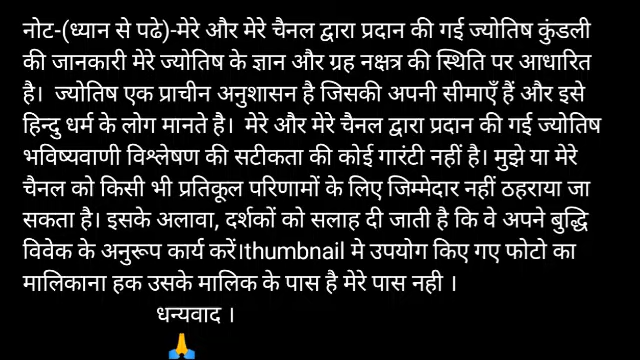 नोट-(ध्यान से पढे)-मेरे और मेरे चैनल द्वारा प्रदान की गई ज्योतिष कुंडली
की जानकारी मेरे ज्योतिष के ज्ञान और ग्रह नक्षत्र की स्थिति पर आधारित
है। ज्योतिष एक प्राचीन अनुशासन है जिसकी अपनी सीमाएँ हैं और इसे
हिन्दु धर्म के लोग मानते है। मेरे और मेरे चैनल द्वारा प्रदान की गई ज्योतिष
भविष्यवाणी विश्लेषण की सटीकता की कोई गारंटी नहीं है। मुझे या मेरे
चैनल को किसी भी प्रतिकूल परिणामों के लिए जिम्मेदार नहीं ठहराया जा
सकता है। इसके अलावा, दर्शकों को सलाह दी जाती है कि वे अपने बुद्धि
विवेक के अनुरूप कार्य करें।thumbnail मे उपयोग किए गए फोटो का
मालिकाना हक उसके मालिक के पास है मेरे पास नही ।
धन्यवाद ।
🙏